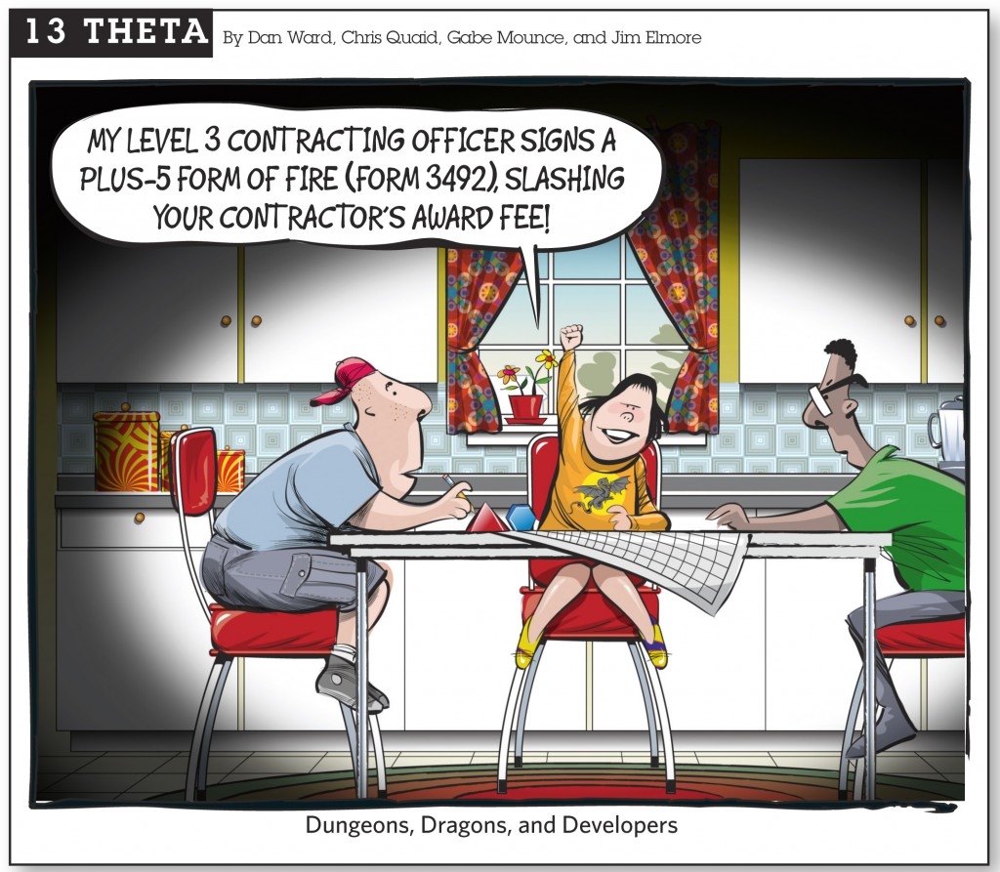 13 THETA
By Dan Ward, Chris Quaid, Gabe Mounce, and Jim Elmore
MY LEVEL 3 CONTRACTING OFFICER SIGNS A
PLUS-5 FORM OF FIRE (FORM 3492), SLASHING
YOUR CONTRACTOR'S AWARD FEE!
Dungeons, Dragons, and Developers